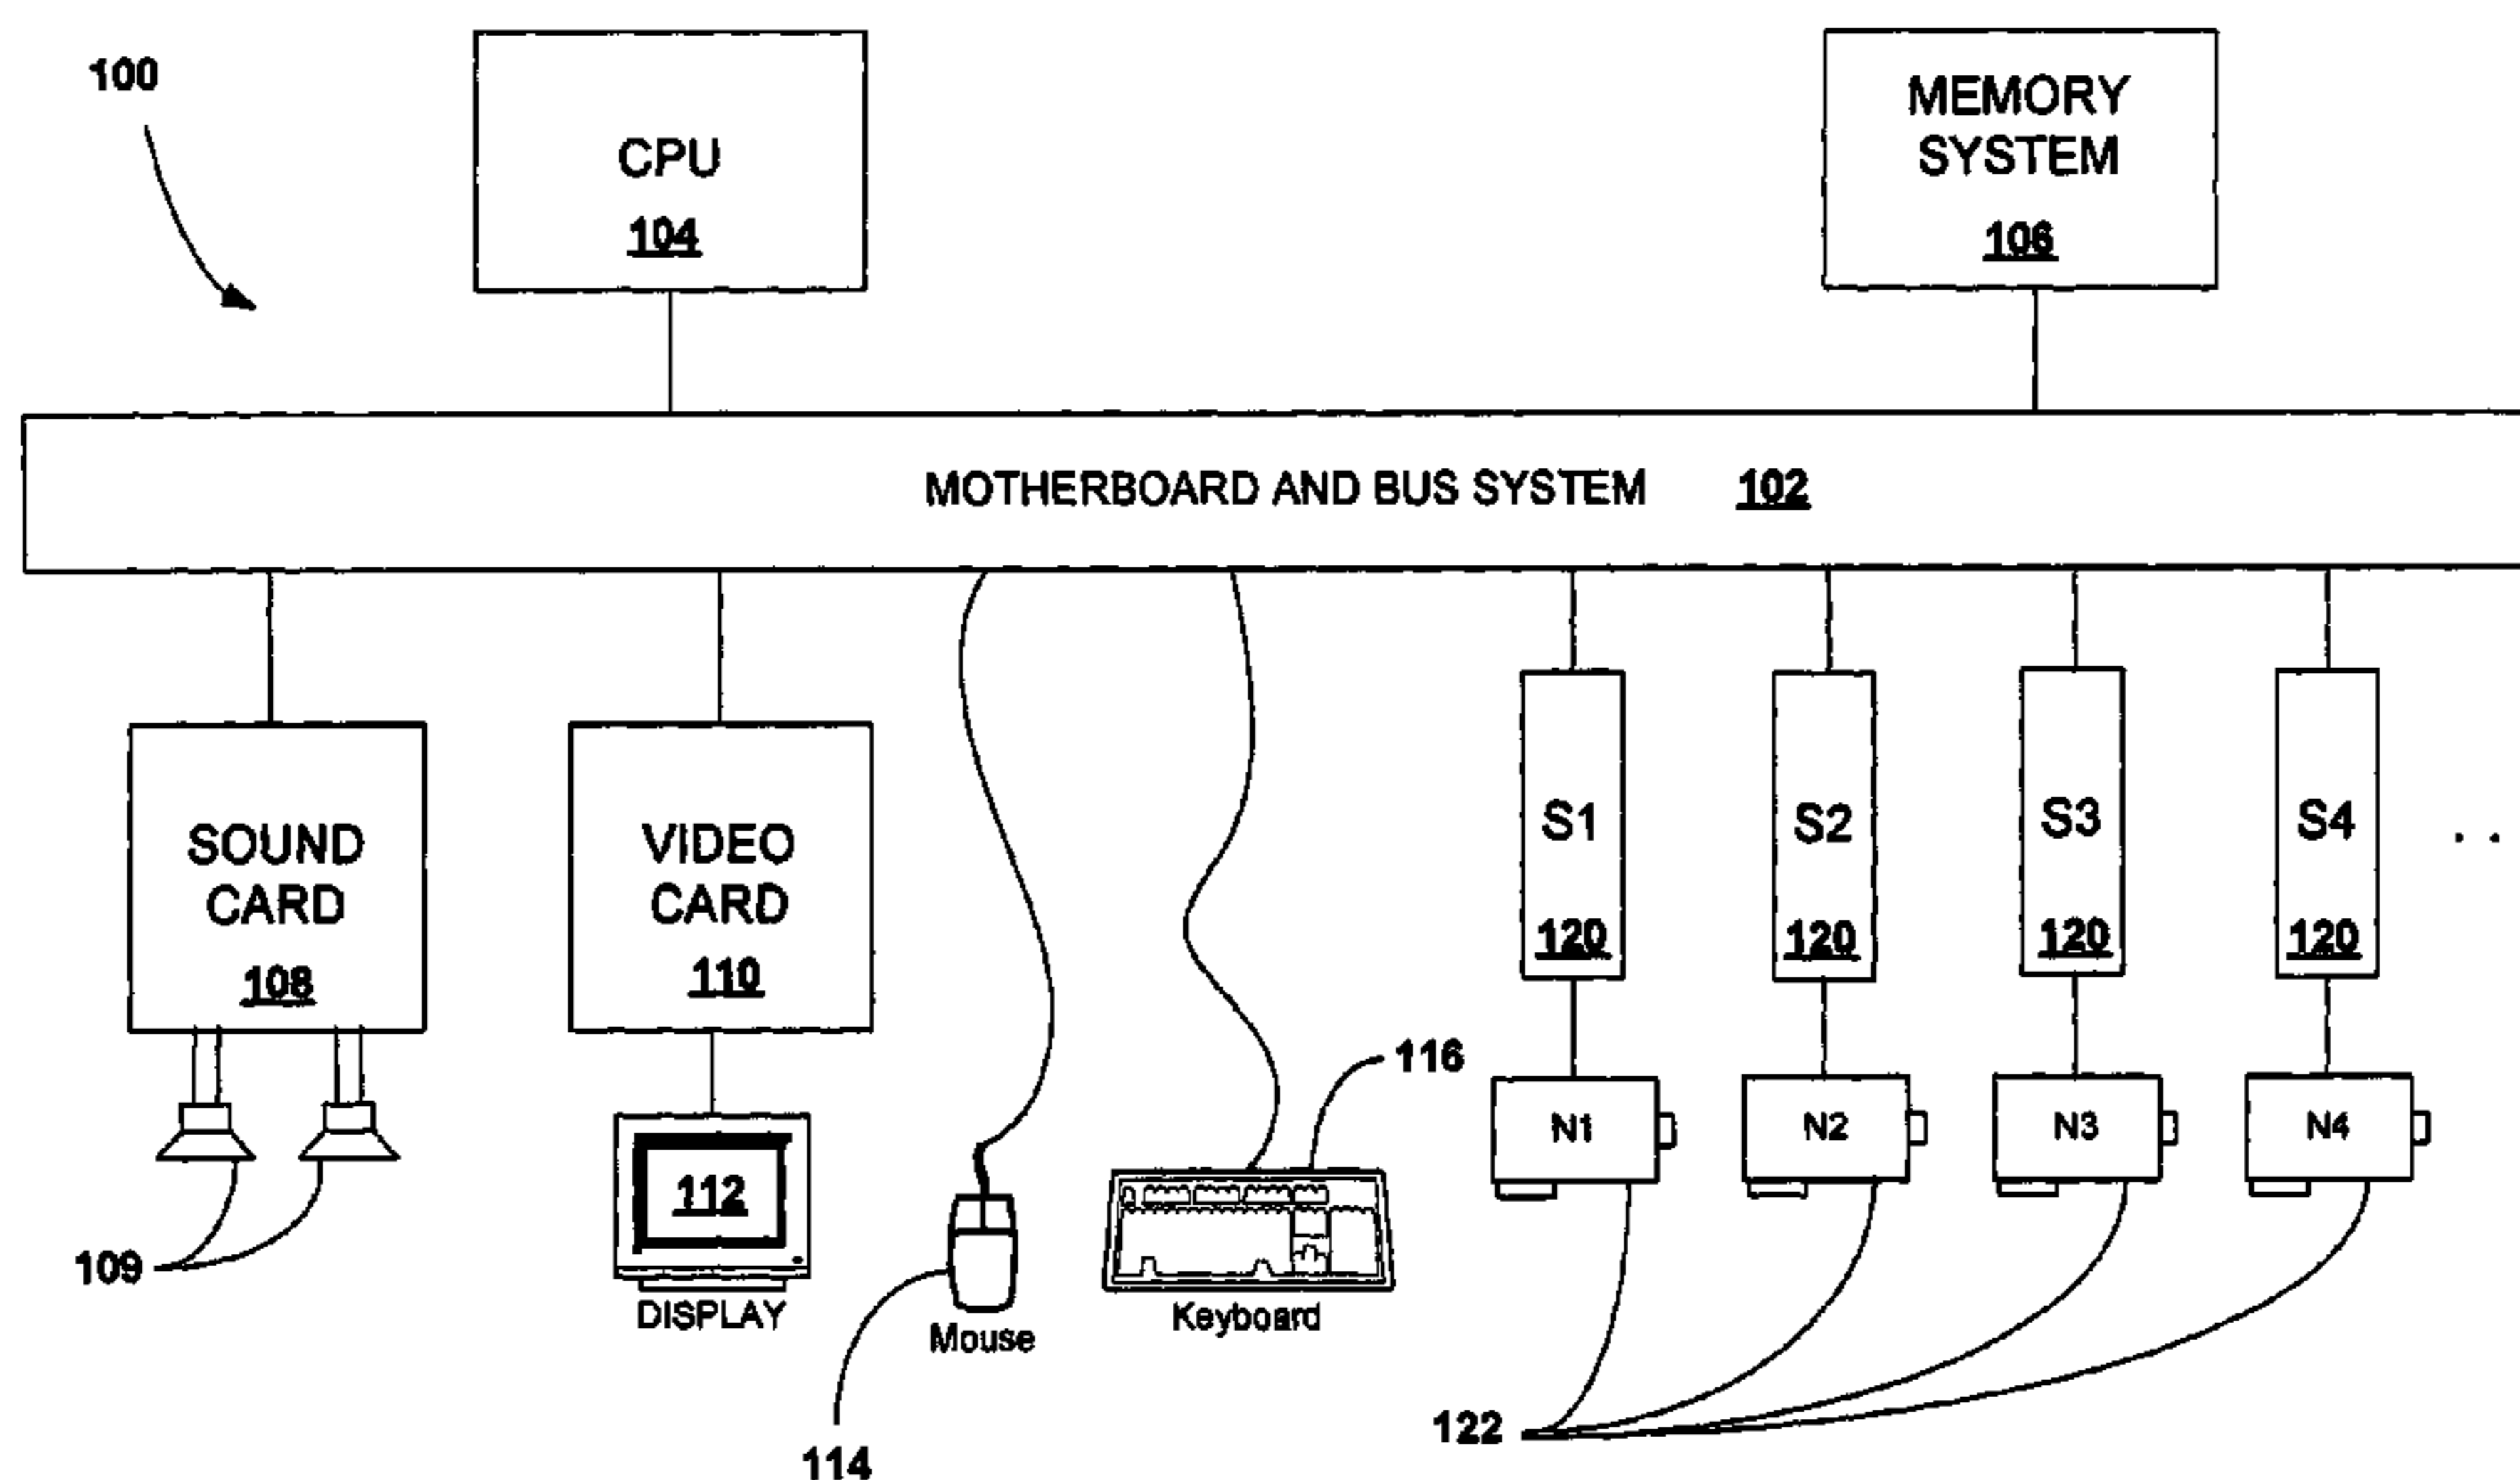 100
CPU
104
MEMORY
SYSTEM
106
MOTHERBOARD AND BUS SYSTEM 102
SOUND
CARD
108
VIDEO
CARD
110
S1
120
S2
120
S3
120
S4
120
. .
109
112
DISPLAY
114
Mouse
116
Keyboard
N1
N2
N3
N4
122